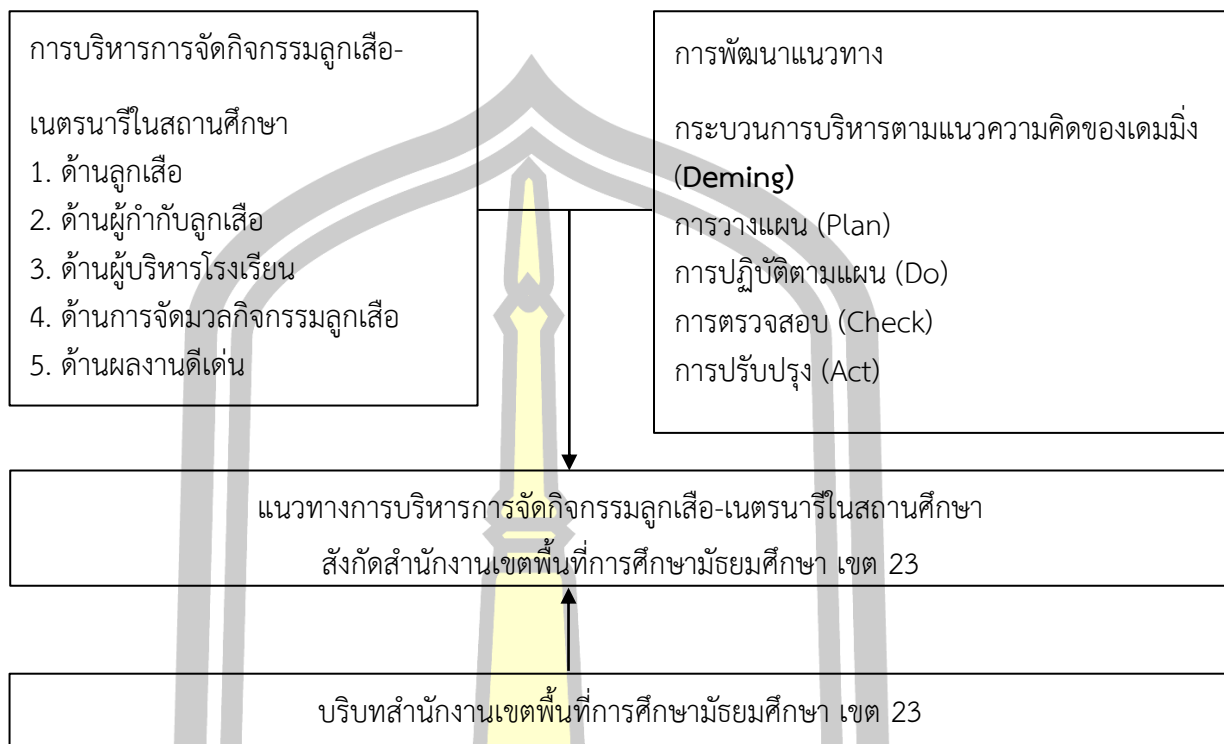 การบริหารการจัดกิจกรรมลูกเสือ-
เนตรนารีในสถานศึกษา
1. ด้านลูกเสือ
2. ด้านผู้กำกับลูกเสือ
3. ด้านผู้บริหารโรงเรียน
4. ด้านการจัดมวลกิจกรรมลูกเสือ
5. ด้านผลงานดีเด่น
การพัฒนาแนวทาง
กระบวนการบริหารตามแนวความคิดของเดมมิ่ง
(Deming)
การวางแผน (Plan)
การปฏิบัติตามแผน (Do)
การตรวจสอบ (Check)
การปรับปรุง (Act)
แนวทางการบริหารการจัดกิจกรรมลูกเสือ-เนตรนารีในสถานศึกษา
สังกัดสำนักงานเขตพื้นที่การศึกษามัธยมศึกษา เขต 23
บริบทสำนักงานเขตพื้นที่การศึกษามัธยมศึกษา เขต 23